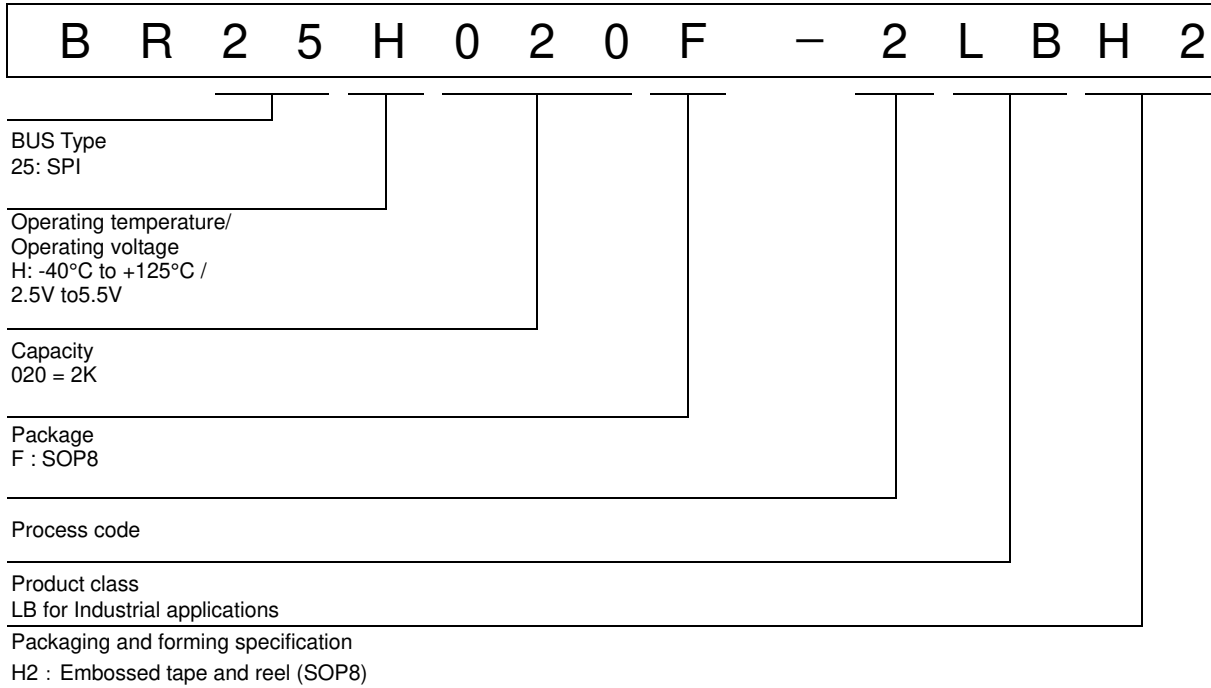 B R 2 5 H 0 2 0 F － 2 L B H 2
BUS Type
25: SPI
Operating temperature/
Operating voltage
H: -40°C to +125°C /
2.5V to5.5V
Capacity
020 = 2K
Package
F : SOP8
Process code
Product class
LB for Industrial applications
Packaging and forming specification
H2 : Embossed tape and reel (SOP8)